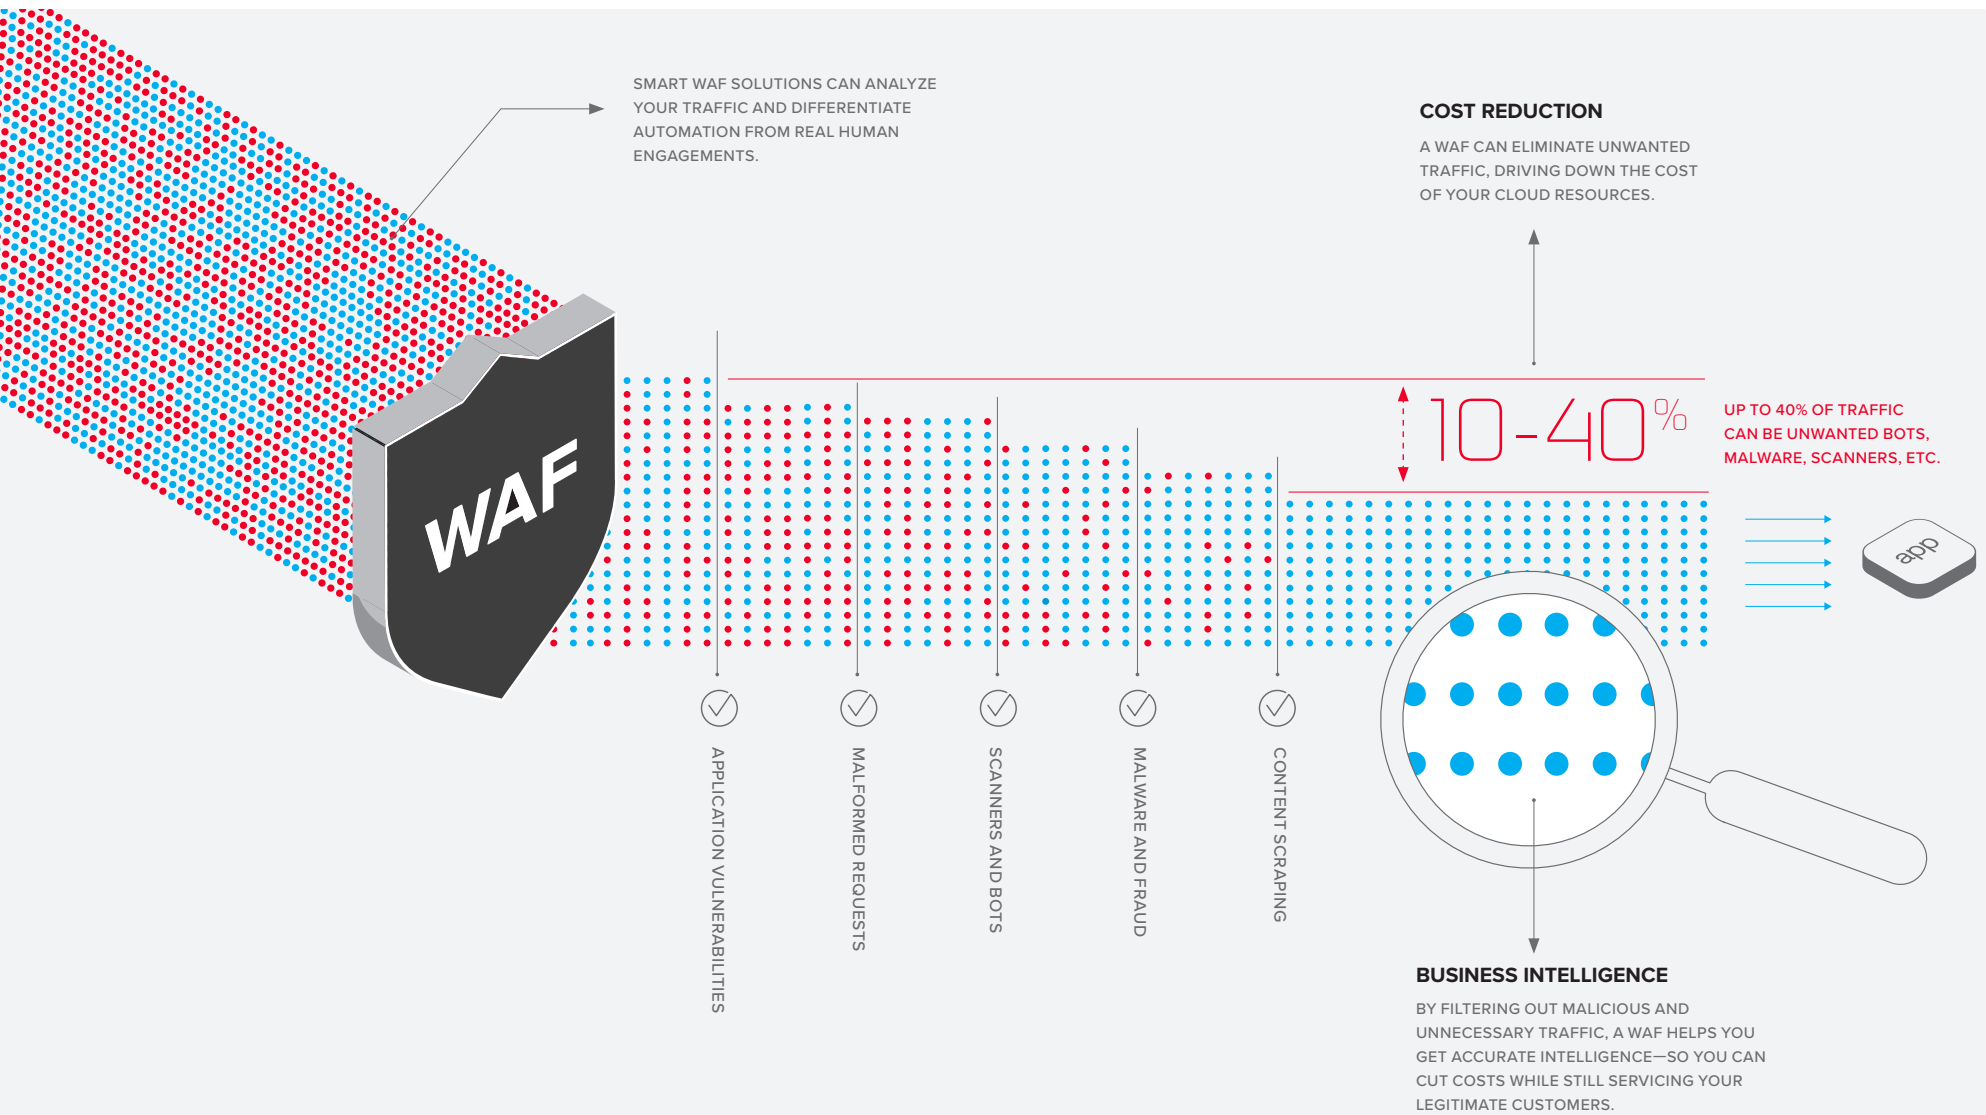 SMART WAF SOLUTIONS CAN ANALYZE
YOUR TRAFFIC AND DIFFERENTIATE
AUTOMATION FROM REAL HUMAN
ENGAGEMENTS.
COST REDUCTION
A WAF CAN ELIMINATE UNWANTED
TRAFFIC, DRIVING DOWN THE COST
OF YOUR CLOUD RESOURCES.
WAF
10-40%
UP TO 40% OF TRAFFIC
CAN BE UNWANTED BOTS,
MALWARE, SCANNERS, ETC.
app
APPLICATION VULNERABILITIES
MALFORMED REQUESTS
SCANNERS AND BOTS
MALWARE AND FRAUD
CONTENT SCRAPING
BUSINESS INTELLIGENCE
BY FILTERING OUT MALICIOUS AND
UNNECESSARY TRAFFIC, A WAF HELPS YOU
GET ACCURATE INTELLIGENCE—SO YOU CAN
CUT COSTS WHILE STILL SERVICING YOUR
LEGITIMATE CUSTOMERS.